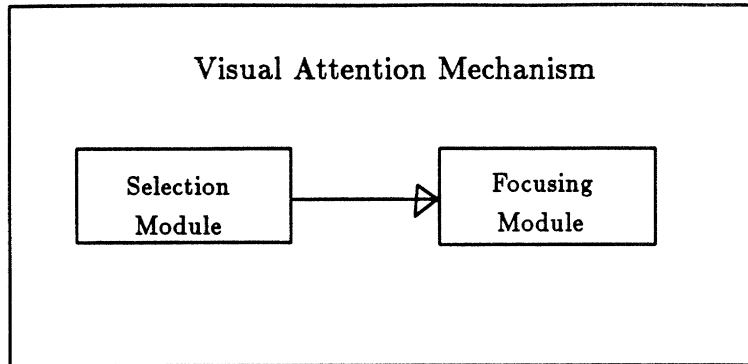 Visual Attention Mechanism
Selection
Module
Focusing
Module